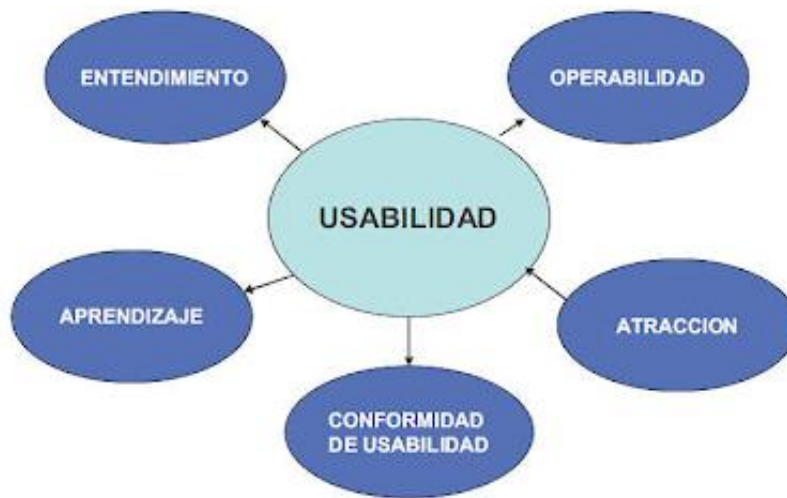 ENTENDIMIENTO
OPERABILIDAD
USABILIDAD
APRENDIZAJE
ATRACCION
CONFORMIDAD
DE USABILIDAD